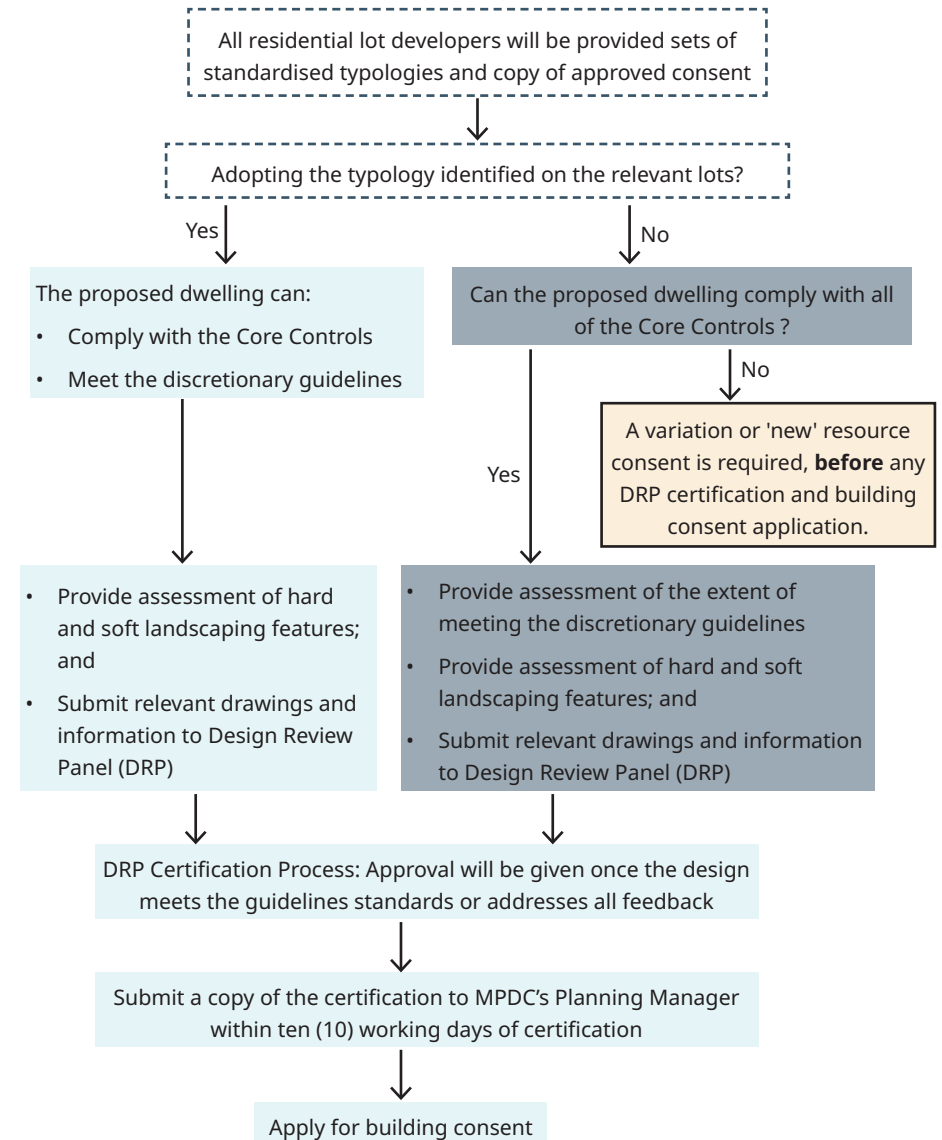 All residential lot developers will be provided sets of
standardised typologies and copy of approved consent
Adopting the typology identified on the relevant lots?
Yes
No
The proposed dwelling can:
• Comply with the Core Controls
• Meet the discretionary guidelines
Can the proposed dwelling comply with all
of the Core Controls ?
No
A variation or 'new' resource
consent is required, before any
DRP certification and building
consent application.
Yes
• Provide assessment of hard
and soft landscaping features;
and
• Submit relevant drawings and
information to Design Review
Panel (DRP)
• Provide assessment of the extent of
meeting the discretionary guidelines
• Provide assessment of hard and soft
landscaping features; and
• Submit relevant drawings and information
to Design Review Panel (DRP)
DRP Certification Process: Approval will be given once the design
meets the guidelines standards or addresses all feedback
Submit a copy of the certification to MPDC’s Planning Manager
within ten (10) working days of certification
Apply for building consent